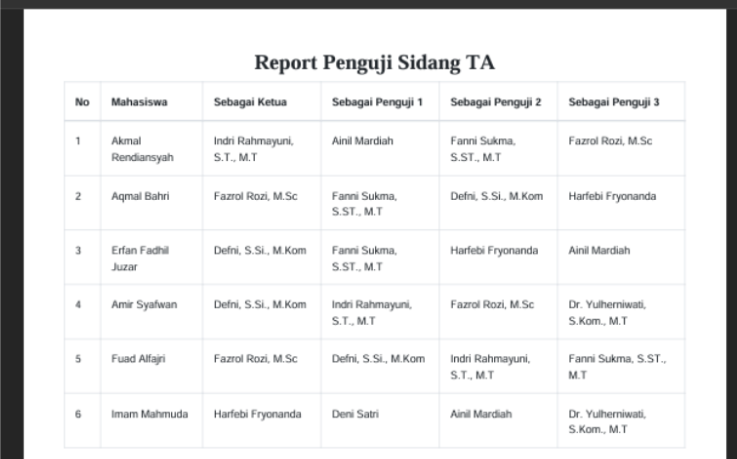 Report Penguji Sidang TA
No Mahasiswa Sebagai Ketua Sebagai Penguji 1 Sebagai Penguji 2 Sebagai Penguji 3
1 Akmal Rendiansyah Indri Rahmayuni, S.T., M.T Ainil Mardiah Fanni Sukma, S.ST., M.T Fazrol Rozi, M.Sc
2 Aqmal Bahri Fazrol Rozi, M.Sc Fanni Sukma, S.ST., M.T Defni, S.Si., M.Kom Harfebi Fryonanda
3 Erfan Fadhil Juzar Defni, S.Si., M.Kom Fanni Sukma, S.ST., M.T Harfebi Fryonanda Ainil Mardiah
4 Amir Syafwan Defni, S.Si., M.Kom Indri Rahmayuni, S.T., M.T Fazrol Rozi, M.Sc Dr. Yulherniwati, S.Kom., M.T
5 Fuad Alfajri Fazrol Rozi, M.Sc Defni, S.Si., M.Kom Indri Rahmayuni, S.T., M.T Fanni Sukma, S.ST., M.T
6 Imam Mahmuda Harfebi Fryonanda Deni Satri Ainil Mardiah Dr. Yulherniwati, S.Kom., M.T